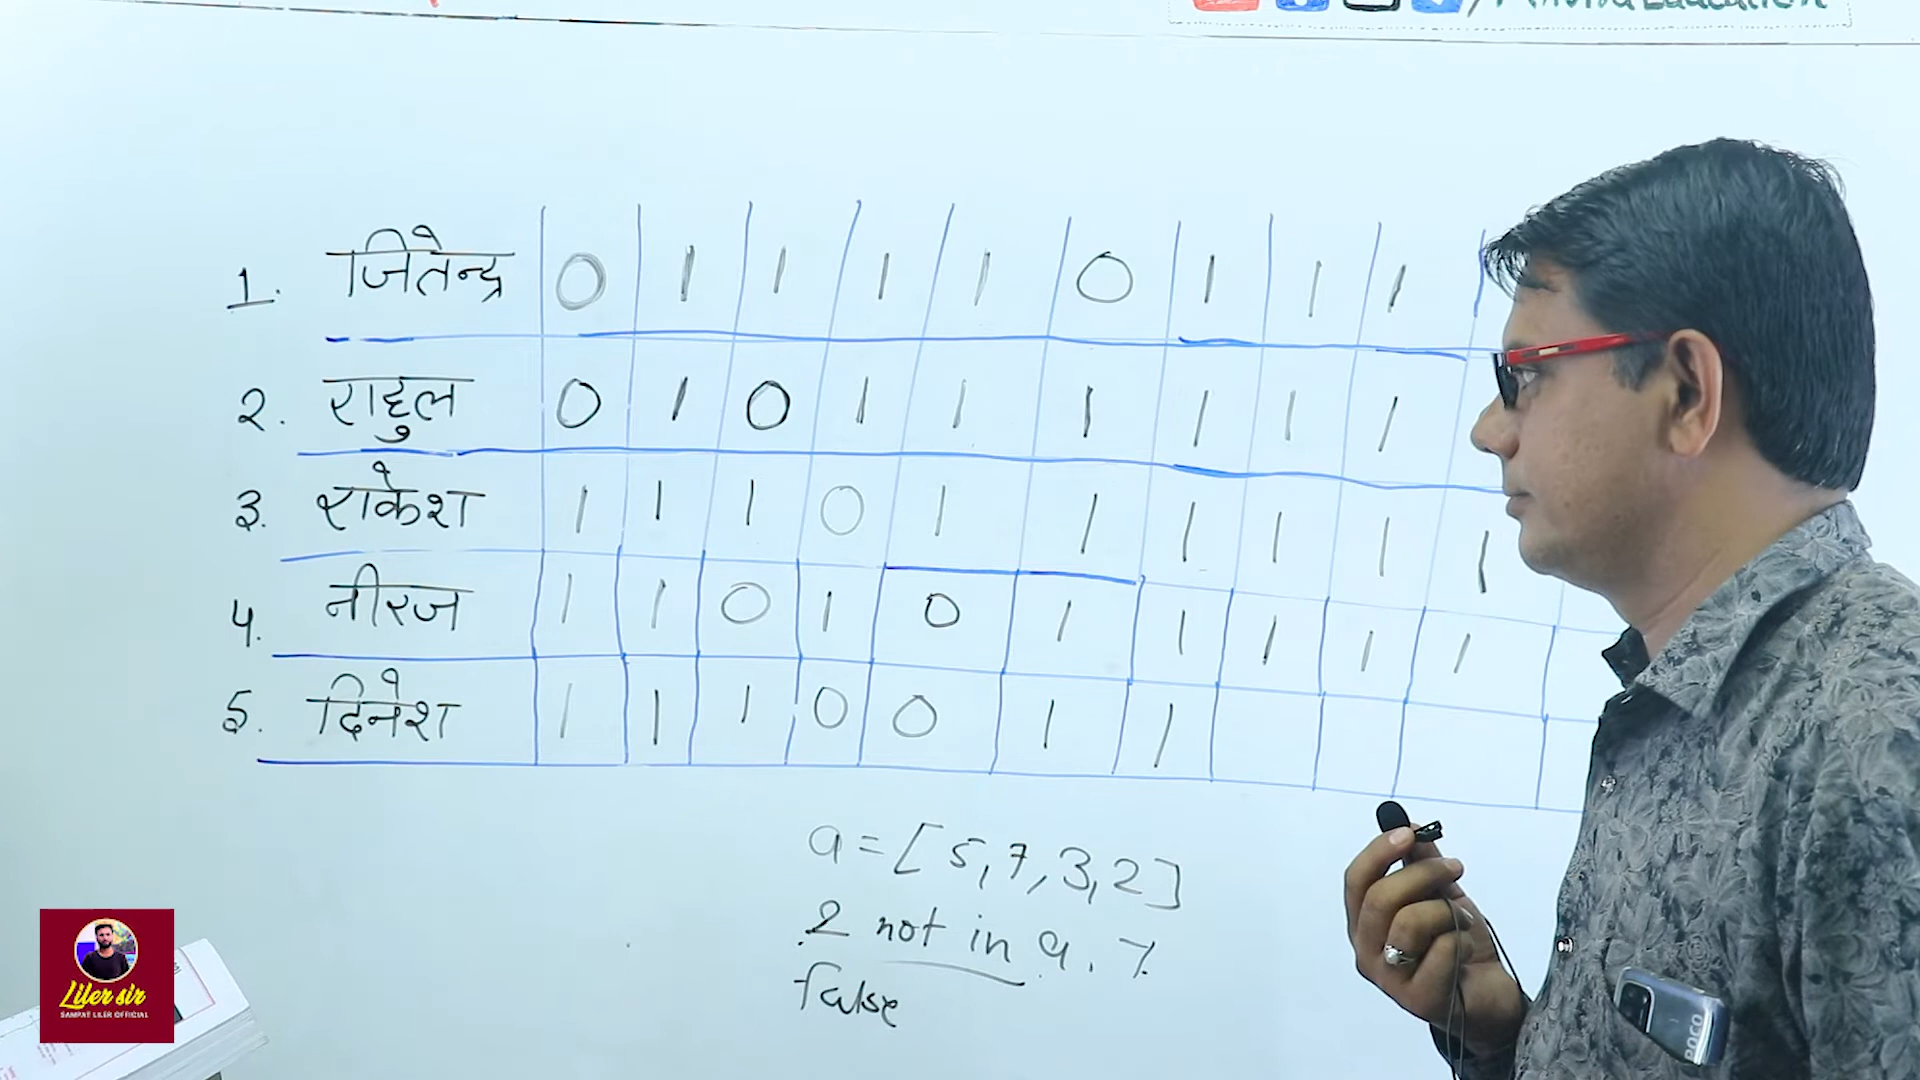 1. जितेन्द्र 0 1 1 1 1 0 1 1 1
2. राहुल 0 1 0 1 1 1 1 1 1
3. राकेश 1 1 1 0 1 1 1 1 1 1
4. नीरज 1 1 0 1 0 1 1 1 1 1
5. दिनेश 1 1 1 0 0 1 1
a = [5, 7, 3, 2]
2 not in a.
false
Liler sir
SAMPAT LILER OFFICIAL
POCO